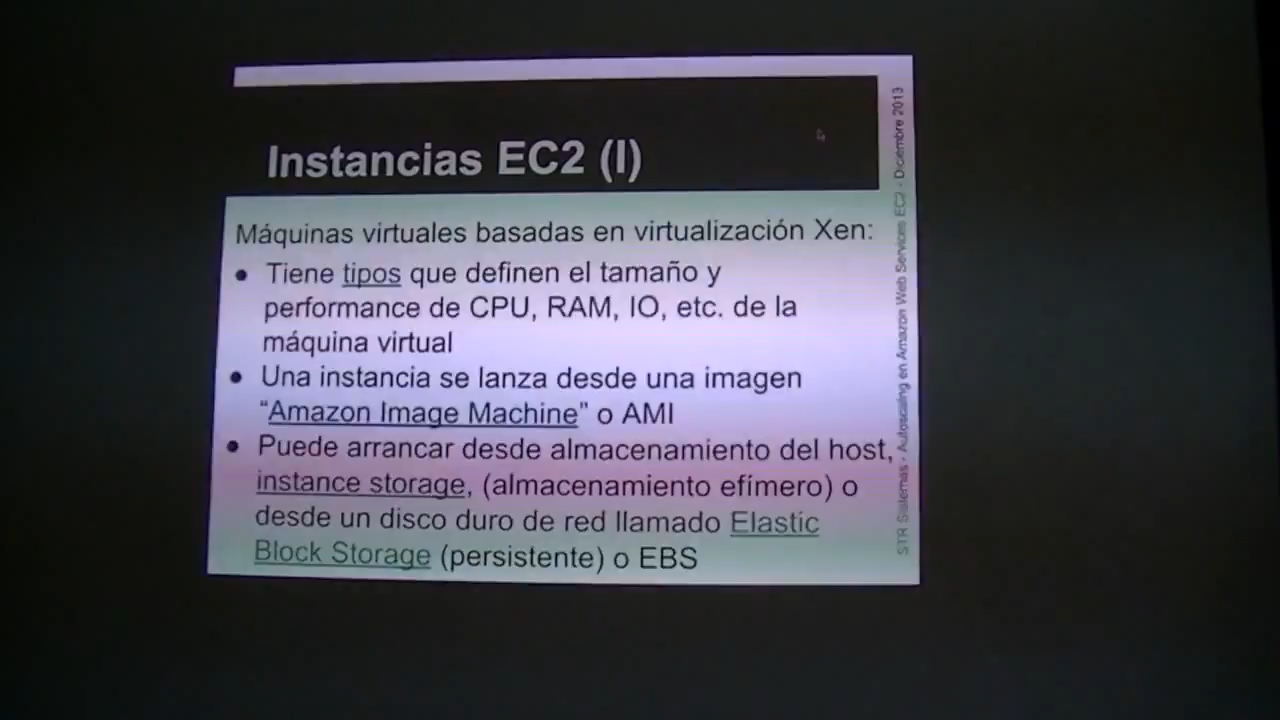 Instancias EC2 (I)
Máquinas virtuales basadas en virtualización Xen:
● Tiene tipos que definen el tamaño y
performance de CPU, RAM, IO, etc. de la
máquina virtual
● Una instancia se lanza desde una imagen
“Amazon Image Machine” o AMI
● Puede arrancar desde almacenamiento del host,
instance storage, (almacenamiento efímero) o
desde un disco duro de red llamado Elastic
Block Storage (persistente) o EBS
STR Sistemas - Autoscaling en Amazon Web Services EC2 - Diciembre 2013